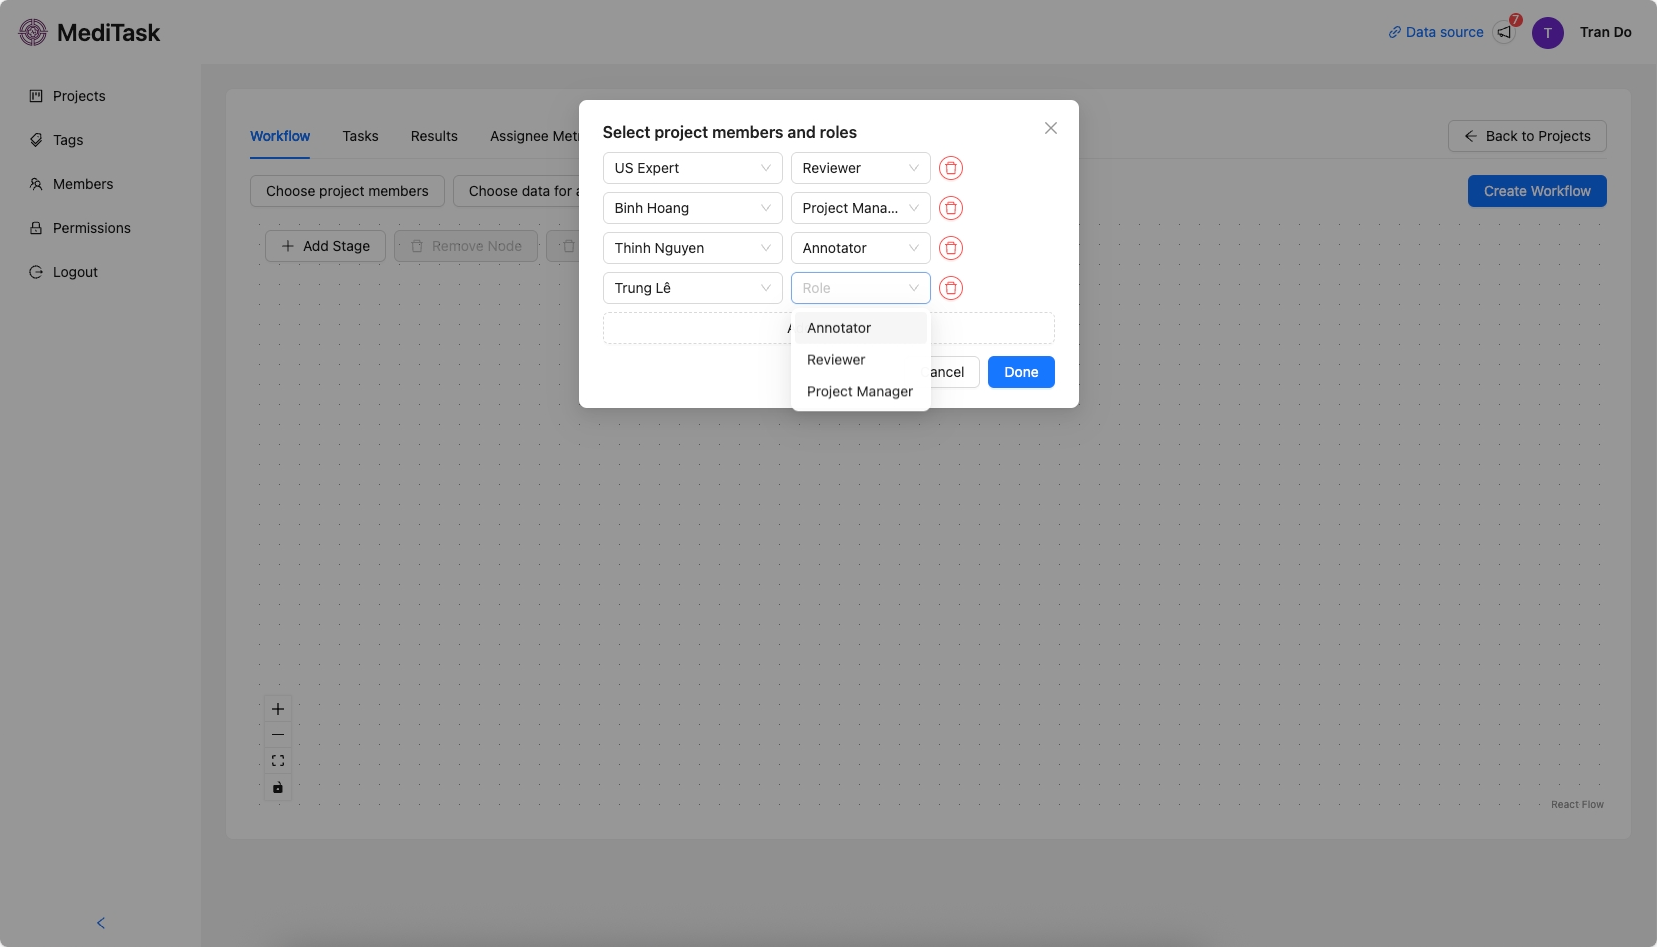 MediTask
Data source
7
T
Tran Do
Projects
Tags
Members
Permissions
Logout
Workflow
Tasks
Results
Assignee
Back to Projects
Choose project members
Choose data for
Create Workflow
Add Stage
Remove Node
Select project members and roles
US Expert
Reviewer
Binh Hoang
Project Mana...
Thinh Nguyen
Annotator
Trung Lê
Role
Annotator
Reviewer
Project Manager
ancel
Done
React Flow